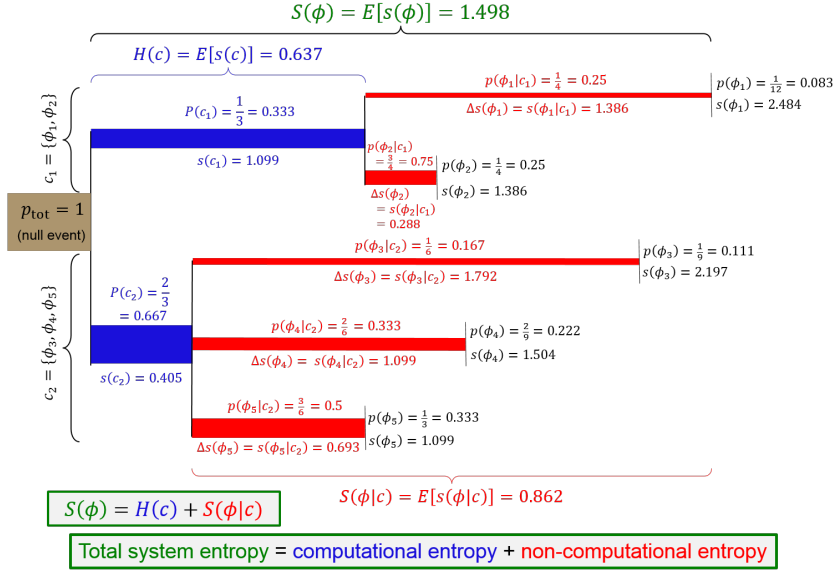 S(ϕ) = E[s(ϕ)] = 1.498
H(c) = E[s(c)] = 0.637
c₁ = {ϕ₁, ϕ₂}
P(c₁) = 1/3 = 0.333
s(c₁) = 1.099
p(ϕ₁|c₁) = 1/4 = 0.25
Δs(ϕ₁) = s(ϕ₁|c₁) = 1.386
p(ϕ₁) = 1/12 = 0.083
s(ϕ₁) = 2.484
p(ϕ₂|c₁)
= 3/4 = 0.75
Δs(ϕ₂)
= s(ϕ₂|c₁)
= 0.288
p(ϕ₂) = 1/4 = 0.25
s(ϕ₂) = 1.386
p_tot = 1
(null event)
c₂ = {ϕ₃, ϕ₄, ϕ₅}
P(c₂) = 2/3
= 0.667
s(c₂) = 0.405
p(ϕ₃|c₂) = 1/6 = 0.167
Δs(ϕ₃) = s(ϕ₃|c₂) = 1.792
p(ϕ₃) = 1/9 = 0.111
s(ϕ₃) = 2.197
p(ϕ₄|c₂) = 2/6 = 0.333
Δs(ϕ₄) = s(ϕ₄|c₂) = 1.099
p(ϕ₄) = 2/9 = 0.222
s(ϕ₄) = 1.504
p(ϕ₅|c₂) = 3/6 = 0.5
Δs(ϕ₅) = s(ϕ₅|c₂) = 0.693
p(ϕ₅) = 1/3 = 0.333
s(ϕ₅) = 1.099
S(ϕ|c) = E[s(ϕ|c)] = 0.862
S(ϕ) = H(c) + S(ϕ|c)
Total system entropy = computational entropy + non-computational entropy